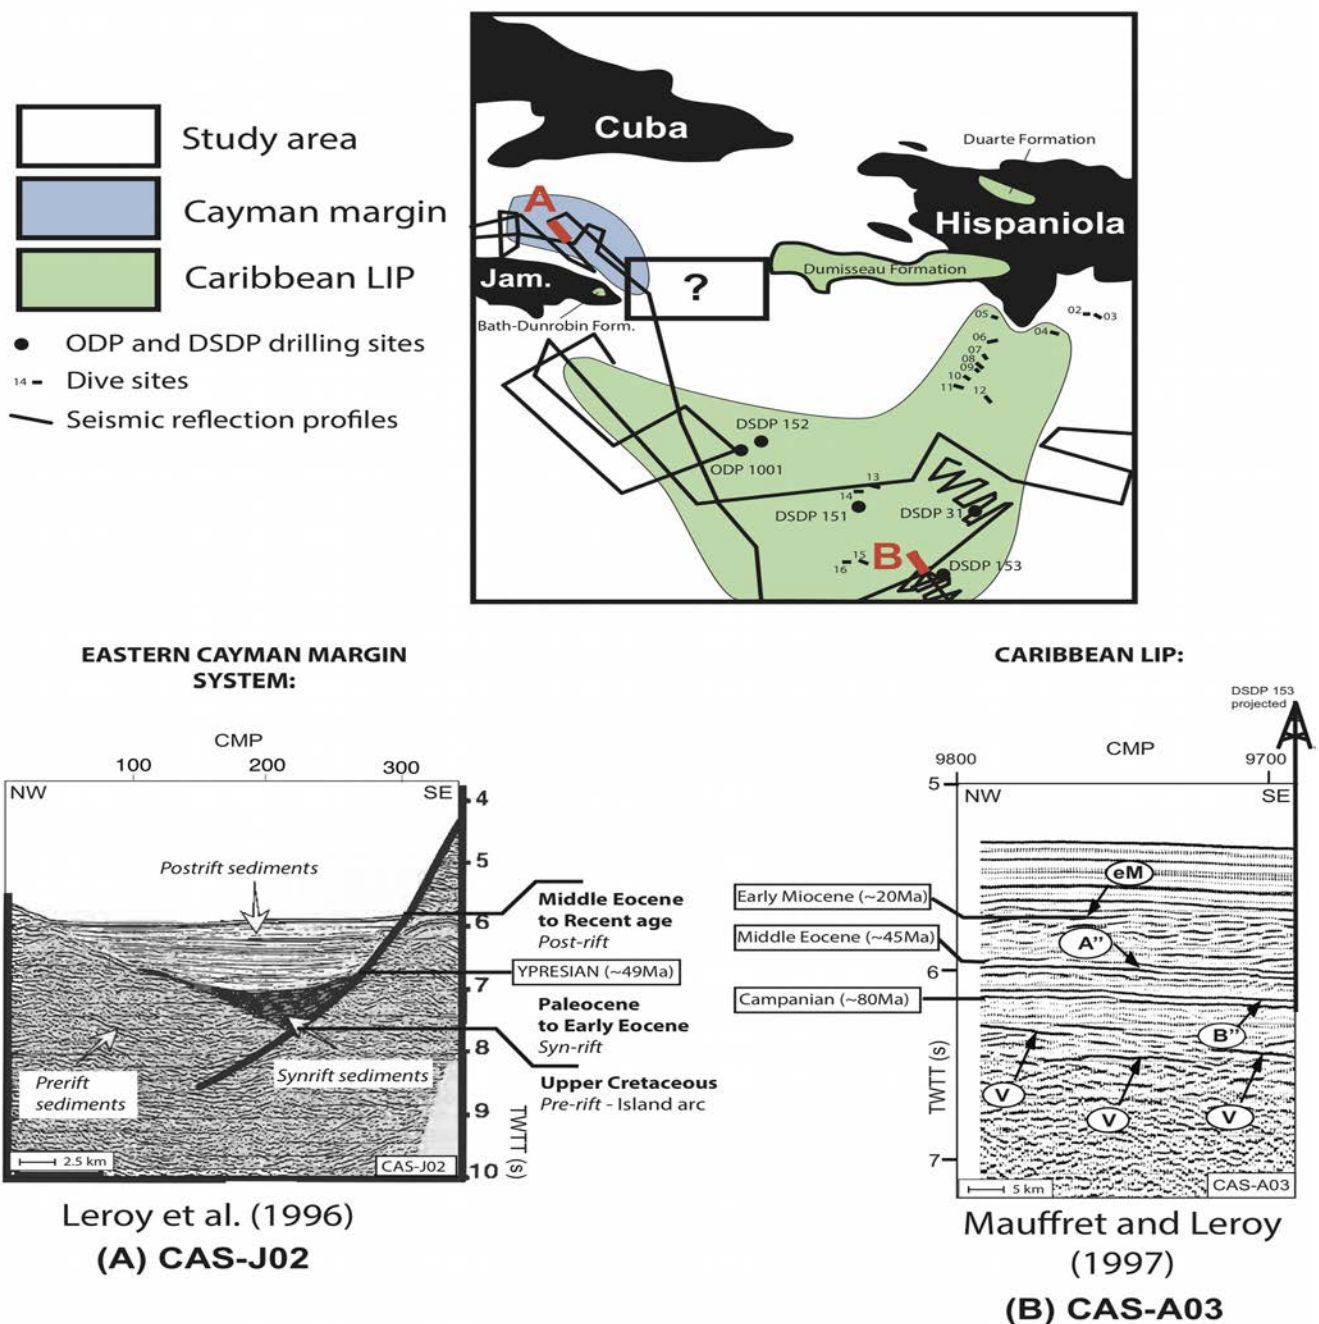 Study area
Cayman margin
Caribbean LIP
ODP and DSDP drilling sites
14 Dive sites
Seismic reflection profiles
Cuba
Duarte Formation
A
Hispaniola
Jam.
?
Dumisseau Formation
Bath-Dunrobin Form.
05
02
03
04
06
07
08
09
10
11
12
DSDP 152
ODP 1001
13
14
DSDP 151
DSDP 31
15
16
B
DSDP 153
EASTERN CAYMAN MARGIN
SYSTEM:
CMP
100 200 300
NW SE
4
5
6
7
8
9
10
TWTT (s)
Postrift sediments
Prerift
sediments
Synrift sediments
2.5 km
CAS-J02
Middle Eocene
to Recent age
Post-rift
YPRESIAN (~49Ma)
Paleocene
to Early Eocene
Syn-rift
Upper Cretaceous
Pre-rift - Island arc
Leroy et al. (1996)
(A) CAS-J02
CARIBBEAN LIP:
DSDP 153
projected
CMP
9800 9700
5
NW SE
eM
Early Miocene (~20Ma)
A”
Middle Eocene (~45Ma)
6
Campanian (~80Ma)
B”
V
V
V
TWTT (s)
7
5 km
CAS-A03
Mauffret and Leroy
(1997)
(B) CAS-A03